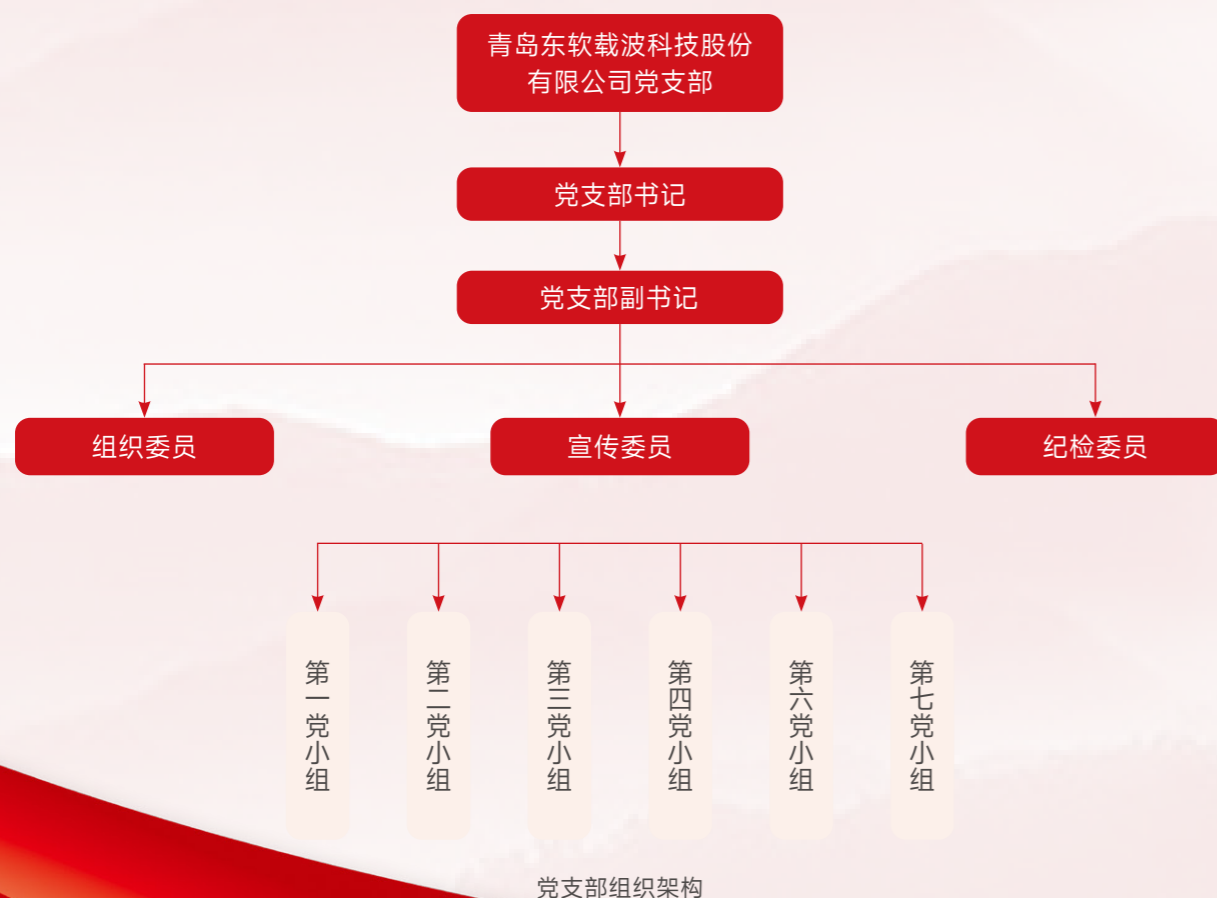 青岛东软载波科技股份
有限公司党支部
党支部书记
党支部副书记
组织委员
宣传委员
纪检委员
第一党小组
第二党小组
第三党小组
第四党小组
第六党小组
第七党小组
党支部组织架构